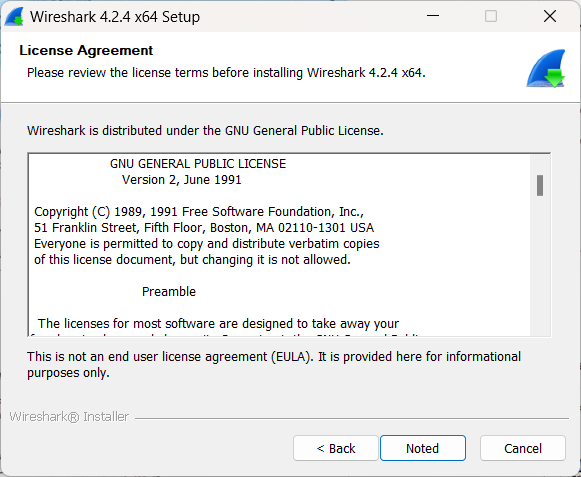 Wireshark 4.2.4 x64 Setup
License Agreement
Please review the license terms before installing Wireshark 4.2.4 x64.
Wireshark is distributed under the GNU General Public License.
GNU GENERAL PUBLIC LICENSE
Version 2, June 1991
Copyright (C) 1989, 1991 Free Software Foundation, Inc.,
51 Franklin Street, Fifth Floor, Boston, MA 02110-1301 USA
Everyone is permitted to copy and distribute verbatim copies
of this license document, but changing it is not allowed.
Preamble
The licenses for most software are designed to take away your
This is not an end user license agreement (EULA). It is provided here for informational
purposes only.
Wireshark® Installer
< Back Noted Cancel